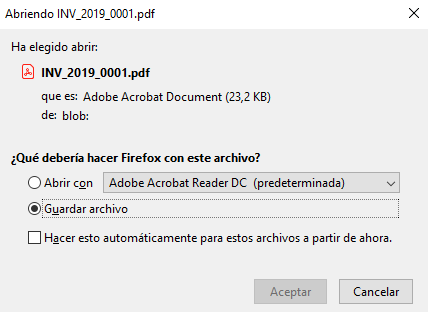 Abriendo INV_2019_0001.pdf
Ha elegido abrir:
INV_2019_0001.pdf
que es: Adobe Acrobat Document (23,2 KB)
de: blob:
¿Qué debería hacer Firefox con este archivo?
Abrir con Adobe Acrobat Reader DC (predeterminada)
Guardar archivo
Hacer esto automáticamente para estos archivos a partir de ahora.
Aceptar Cancelar